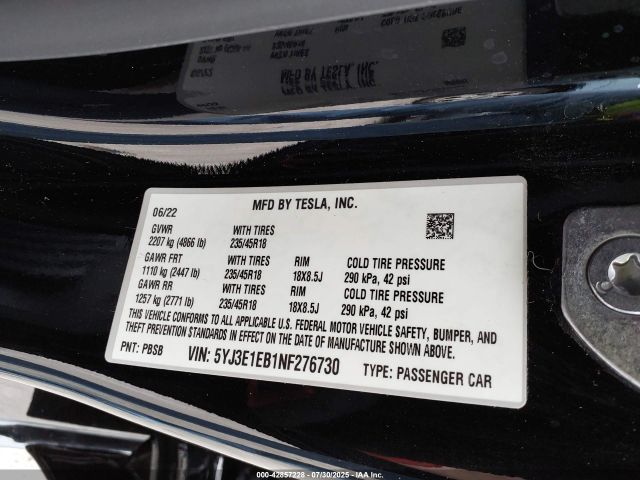 06/22 MFD BY TESLA, INC.
GVWR WITH TIRES
2207 kg (4866 lb) 235/45R18
GAWR FRT WITH TIRES RIM COLD TIRE PRESSURE
1110 kg (2447 lb) 235/45R18 18X8.5J 290 kPa, 42 psi
GAWR RR WITH TIRES RIM COLD TIRE PRESSURE
1257 kg (2771 lb) 235/45R18 18X8.5J 290 kPa, 42 psi
THIS VEHICLE CONFORMS TO ALL APPLICABLE U.S. FEDERAL MOTOR VEHICLE SAFETY, BUMPER, AND
THEFT PREVENTION STANDARDS IN EFFECT ON THE DATE OF MANUFACTURE SHOWN ABOVE.
PNT: PBSB VIN: 5YJ3E1EB1NF276730 TYPE: PASSENGER CAR
000-42857228 - 07/30/2025 - IAA Inc.